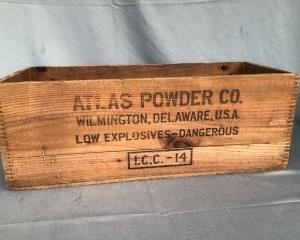 ATLAS POWDER CO.
WILMINGTON, DELAWARE, U.S.A.
LOW EXPLOSIVES-DANGEROUS
I.C.C. -14